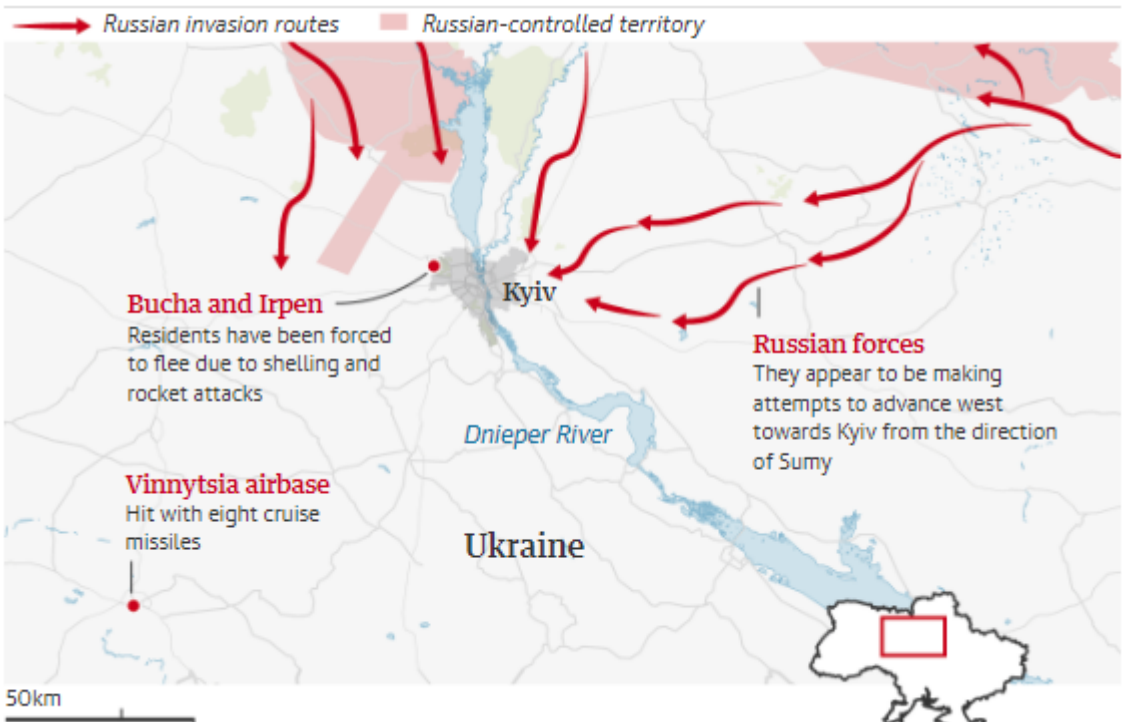 Russian invasion routes
Russian-controlled territory
Kyiv
Bucha and Irpen
Residents have been forced
to flee due to shelling and
rocket attacks
Russian forces
They appear to be making
attempts to advance west
towards Kyiv from the direction
of Sumy
Dnieper River
Vinnytsia airbase
Hit with eight cruise
missiles
Ukraine
50km